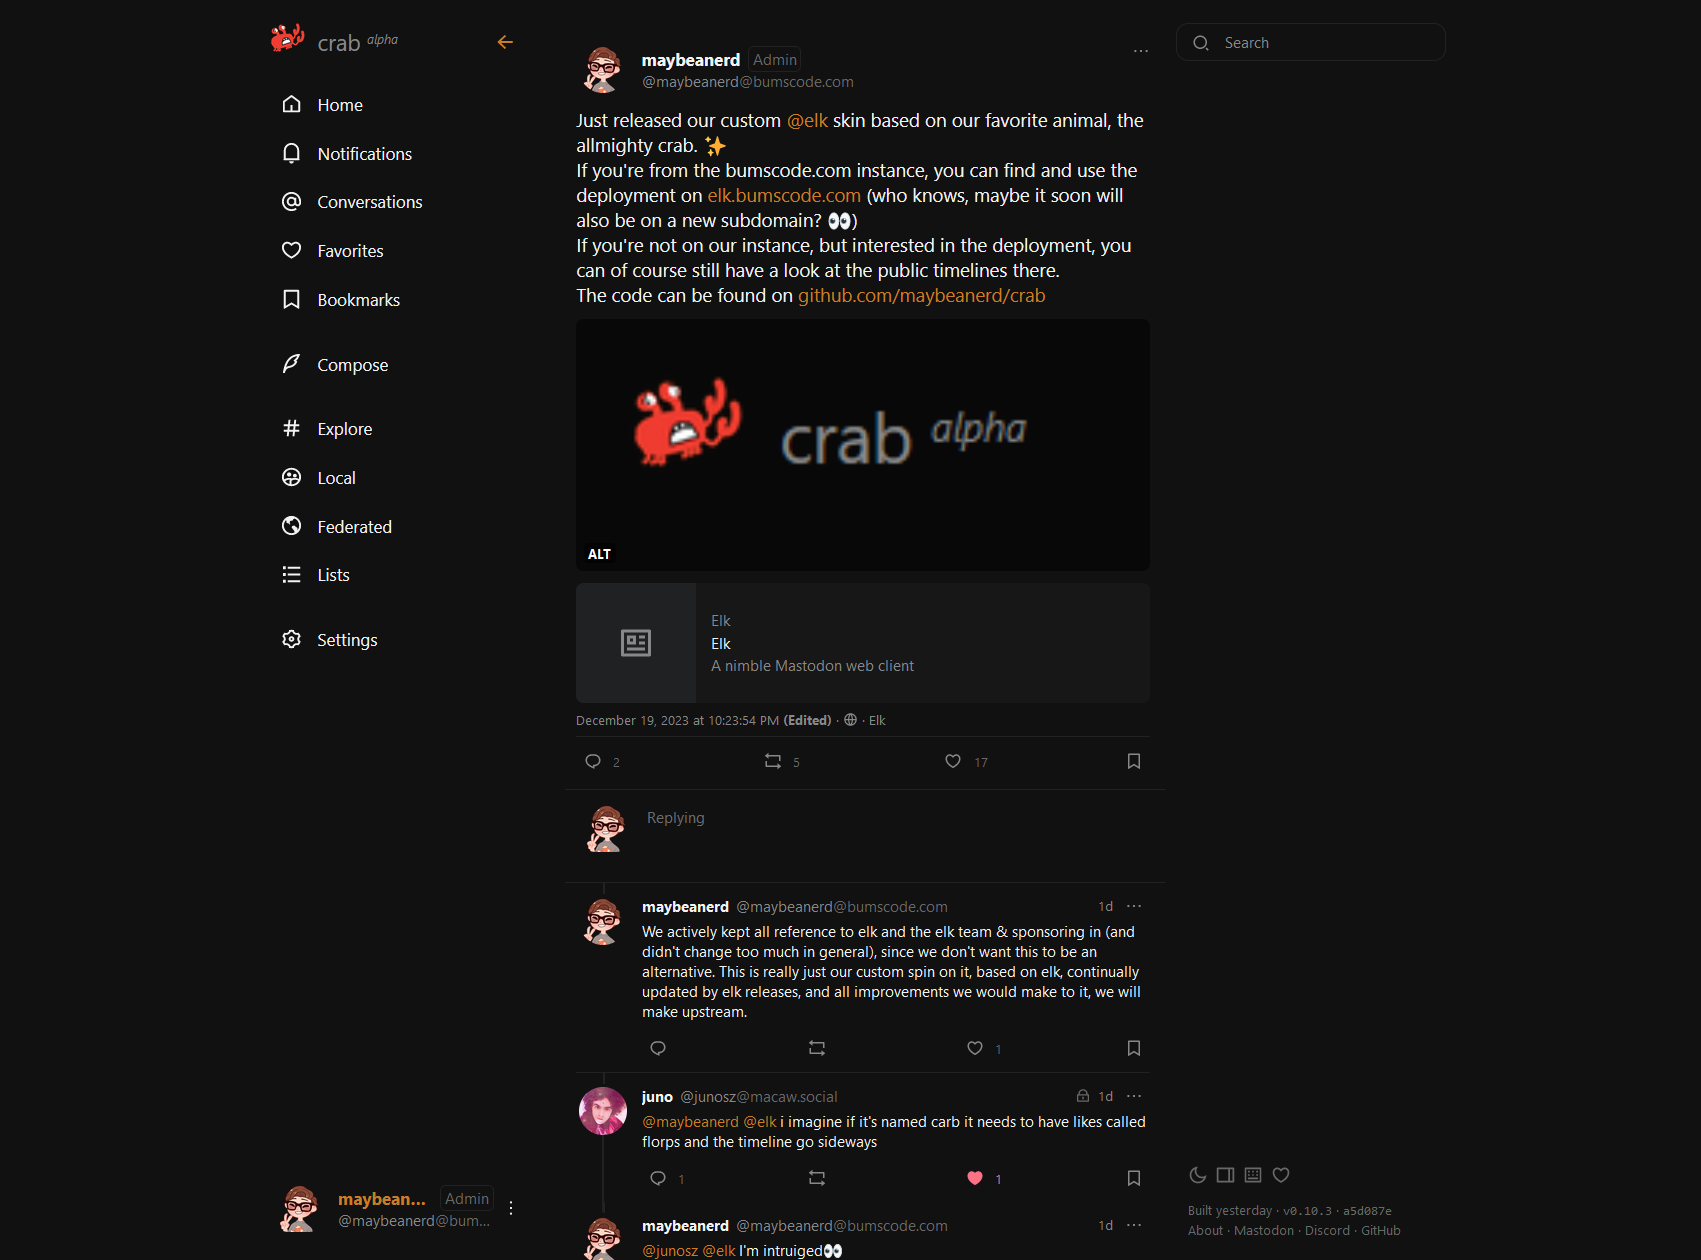 crab alpha
Home
Notifications
Conversations
Favorites
Bookmarks
Compose
Explore
Local
Federated
Lists
Settings
maybean... Admin
@maybeanerd@bum...
maybeanerd Admin
@maybeanerd@bumscode.com
Just released our custom @elk skin based on our favorite animal, the
allmighty crab. ✨
If you're from the bumscode.com instance, you can find and use the
deployment on elk.bumscode.com (who knows, maybe it soon will
also be on a new subdomain? 👀)
If you're not on our instance, but interested in the deployment, you
can of course still have a look at the public timelines there.
The code can be found on github.com/maybeanerd/crab
crab alpha
ALT
Elk
Elk
A nimble Mastodon web client
December 19, 2023 at 10:23:54 PM (Edited) · · Elk
2 5 17
Replying
maybeanerd @maybeanerd@bumscode.com 1d
We actively kept all reference to elk and the elk team & sponsoring in (and
didn't change too much in general), since we don't want this to be an
alternative. This is really just our custom spin on it, based on elk, continually
updated by elk releases, and all improvements we would make to it, we will
make upstream.
1
juno @junosz@macaw.social 1d
@maybeanerd @elk i imagine if it's named carb it needs to have likes called
florps and the timeline go sideways
1 1
maybeanerd @maybeanerd@bumscode.com 1d
@junosz @elk I'm intruiged👀
Search
Built yesterday · v0.10.3 · a5d087e
About · Mastodon · Discord · GitHub